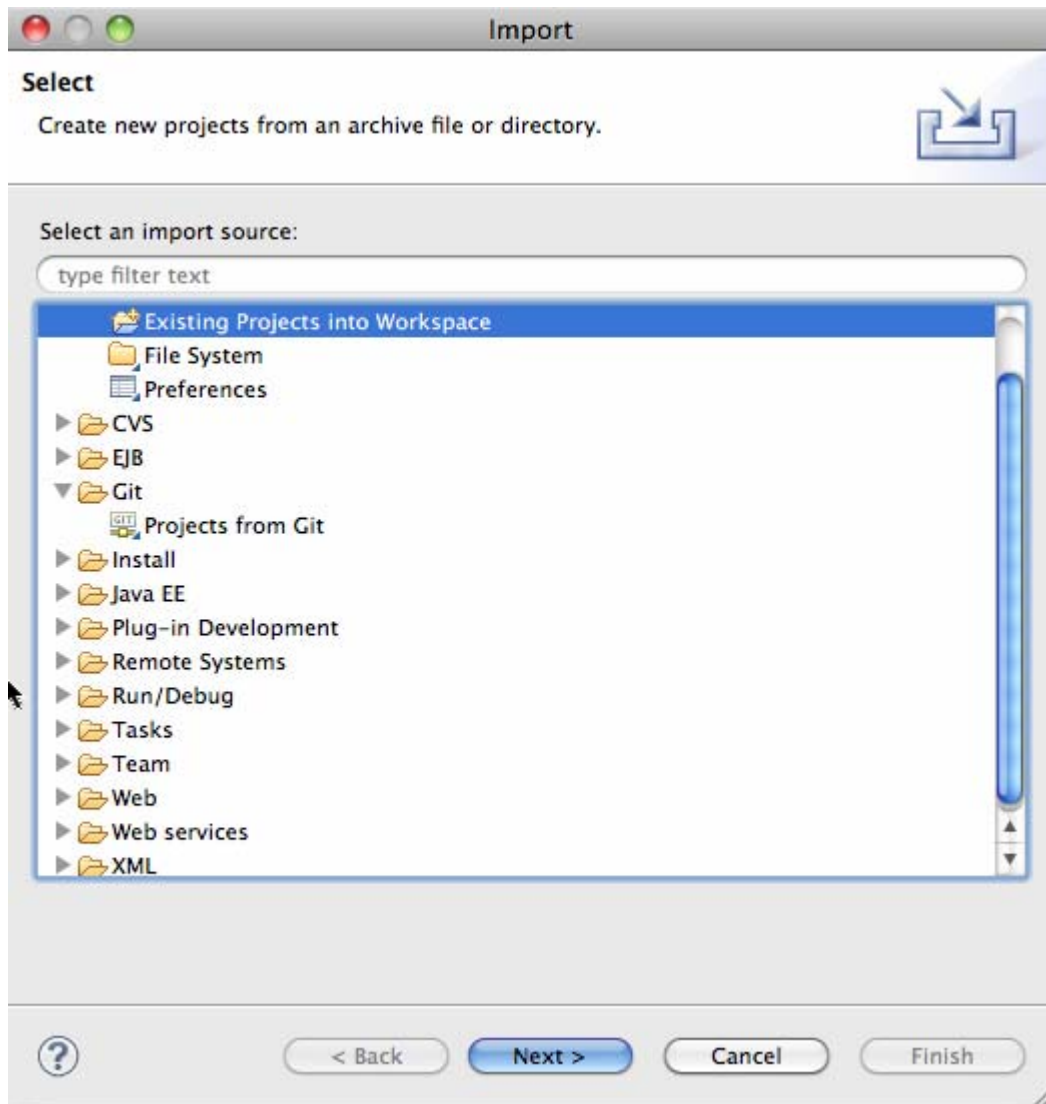 Import
Select
Create new projects from an archive file or directory.
Select an import source:
type filter text
Existing Projects into Workspace
File System
Preferences
CVS
EJB
Git
GIT
Projects from Git
Install
Java EE
Plug-in Development
Remote Systems
Run/Debug
Tasks
Team
Web
Web services
XML
? < Back Next > Cancel Finish